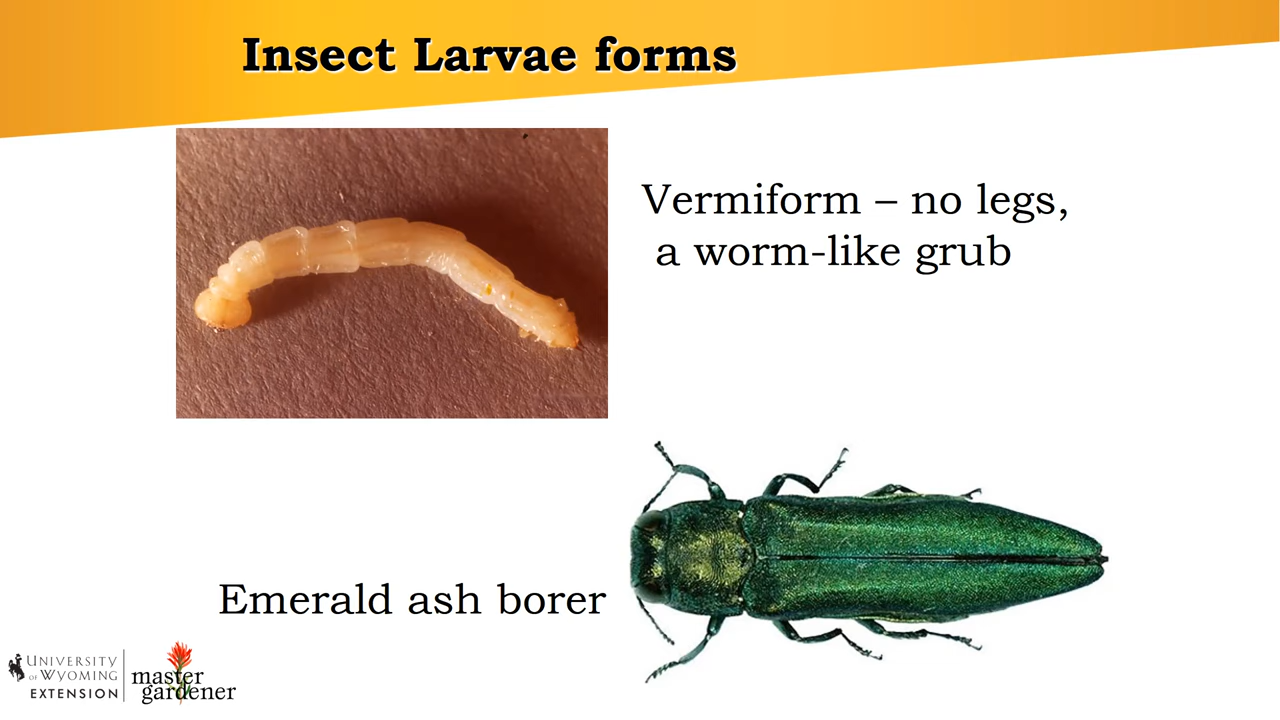 Insect Larvae forms
Vermiform – no legs,
a worm-like grub
Emerald ash borer
UNIVERSITY
OF WYOMING
EXTENSION
master
gardener